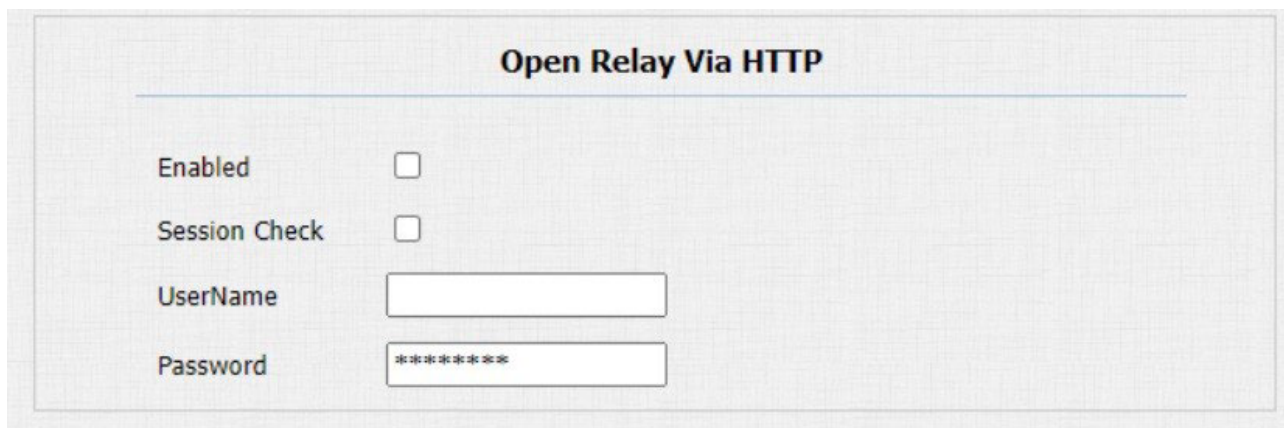 Open Relay Via HTTP
Enabled
Session Check
UserName
Password ********